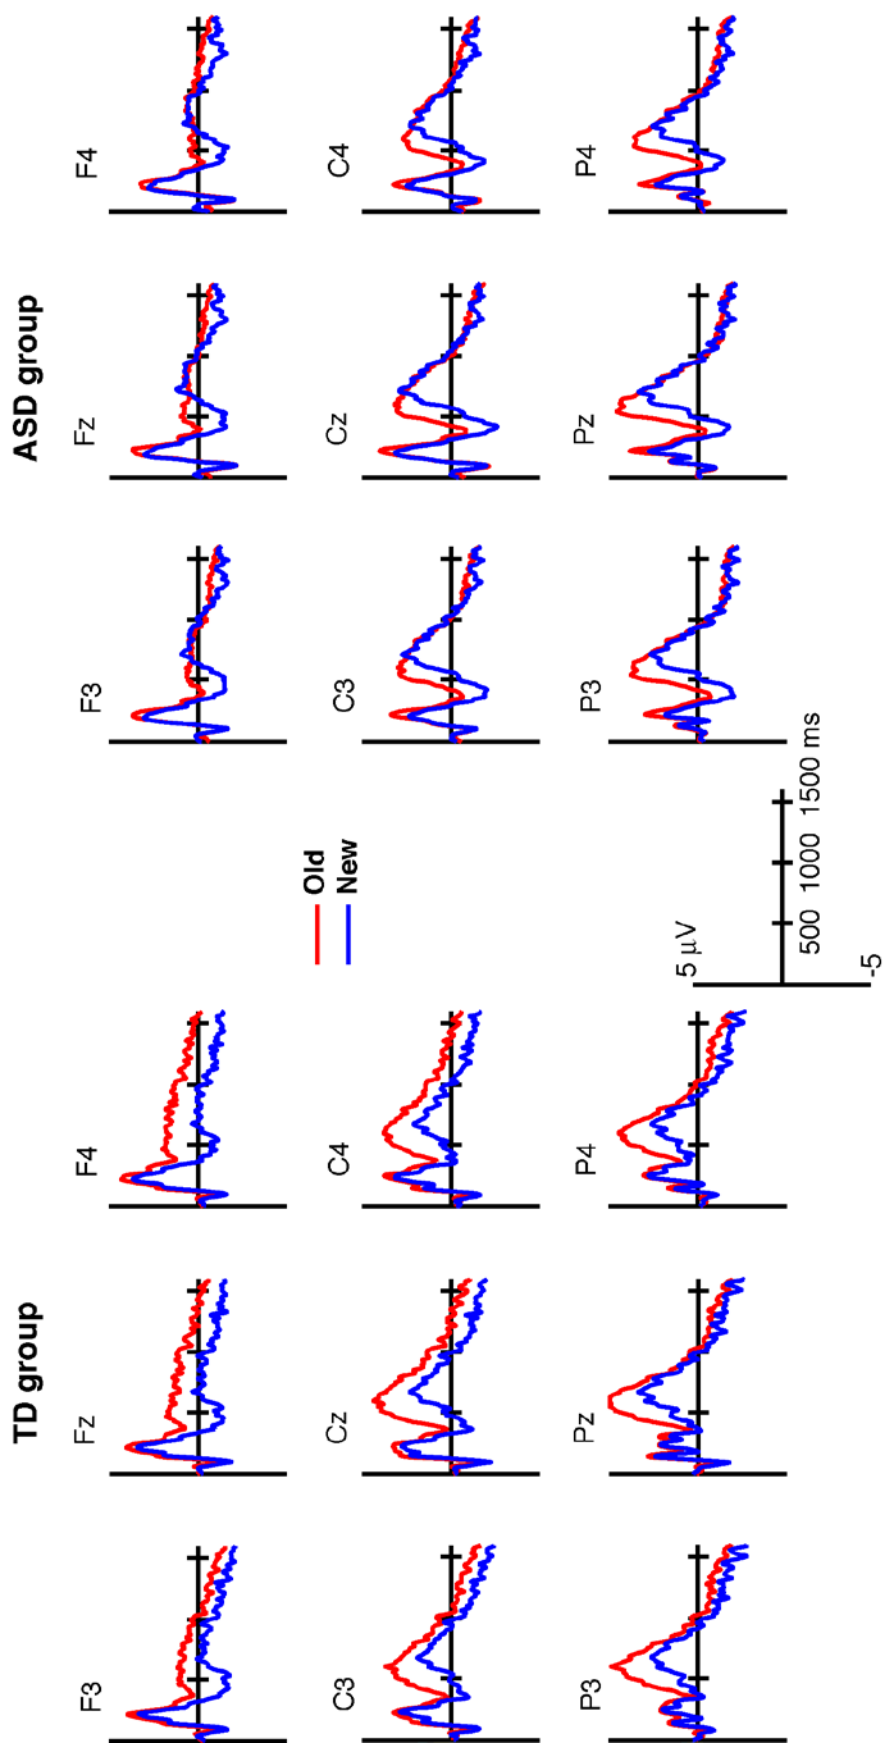 TD group
ASD group
F3
Fz
F4
F3
Fz
F4
Old
New
C3
Cz
C4
C3
Cz
C4
P3
Pz
P4
P3
Pz
P4
5 μV
500 1000 1500 ms
-5